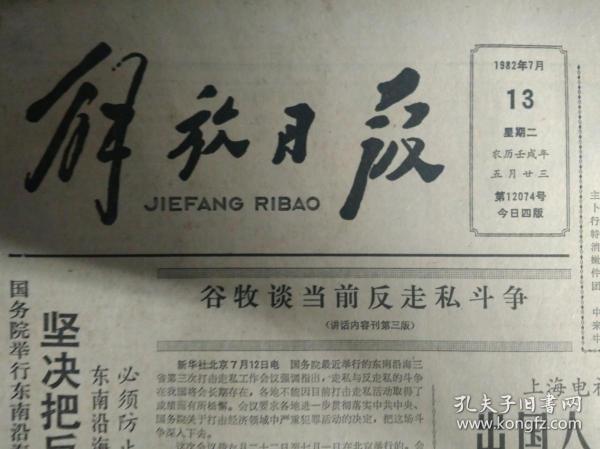 解放日报
JIEFANG RIBAO
1982年7月
13
星期二
农历壬戌年
五月廿三
第12074号
今日四版
谷牧谈当前反走私斗争
（讲话内容刊第三版）
新华社北京7月12日电 国务院最近举行的东南沿海三
省第三次打击走私工作会议强调指出，走私与反走私的斗争
在我国将会长期存在，各地不能因目前打击走私活动取得了
成绩而有所松懈。会议要求各地进一步贯彻落实中共中央、
国务院关于打击经济领域中严重犯罪活动的决定，把这场斗
争深入下去。
国务院举行东南沿
坚决把
东南沿海
必须防止
上海电
出国人
孔夫子旧书网